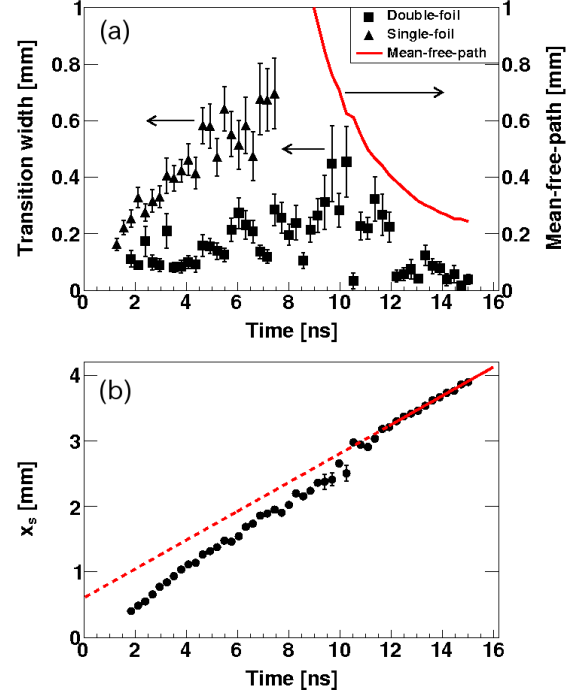 (a)
Double-foil
Single-foil
Mean-free-path
Transition width [mm]
Mean-free-path [mm]
1
0.8
0.6
0.4
0.2
0
1
0.8
0.6
0.4
0.2
0
0 2 4 6 8 10 12 14 16
Time [ns]
(b)
xs [mm]
4
3
2
1
0
0 2 4 6 8 10 12 14 16
Time [ns]